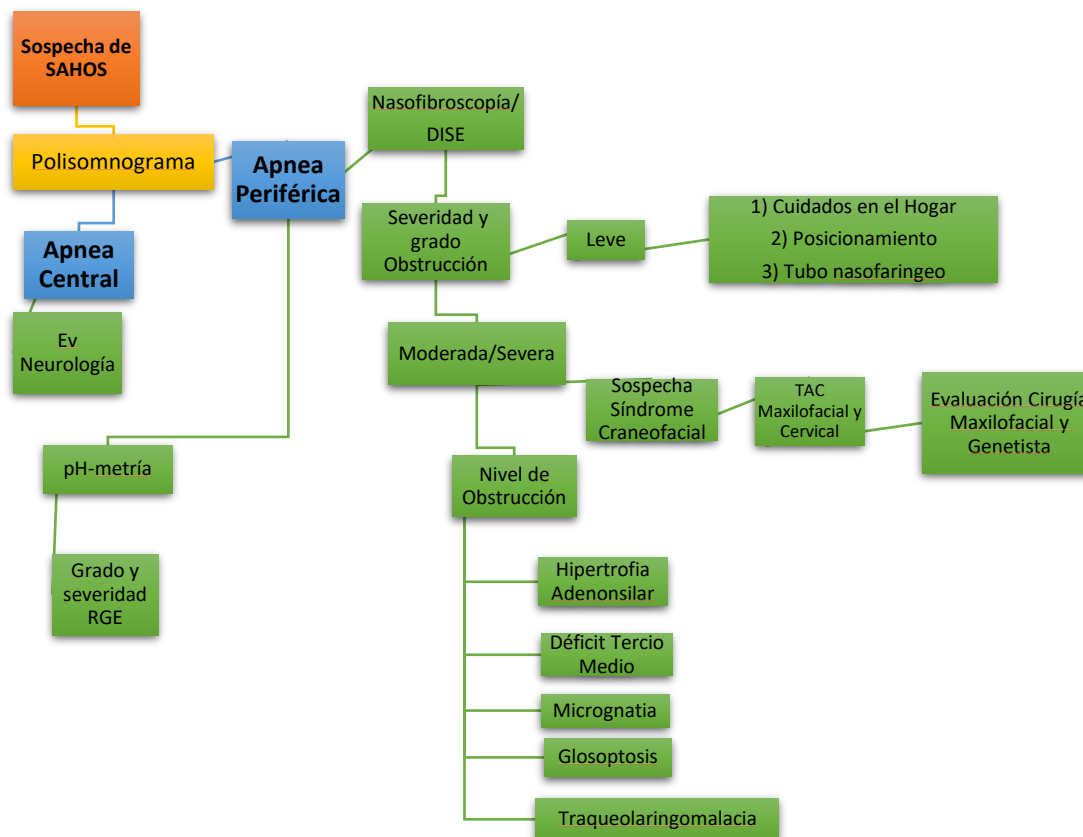 Sospecha de
SAHOS
Polisomnograma
Apnea
Central
Ev
Neurología
Apnea
Periférica
pH-metría
Grado y
severidad
RGE
Nasofibroscopía/
DISE
Severidad y
grado
Obstrucción
Leve
1) Cuidados en el Hogar
2) Posicionamiento
3) Tubo nasofaringeo
Moderada/Severa
Sospecha
Síndrome
Craneofacial
TAC
Maxilofacial y
Cervical
Evaluación Cirugía
Maxilofacial y
Genetista
Nivel de
Obstrucción
Hipertrofia
Adenonsilar
Déficit Tercio
Medio
Micrognatia
Glosoptosis
Traqueolaringomalacia